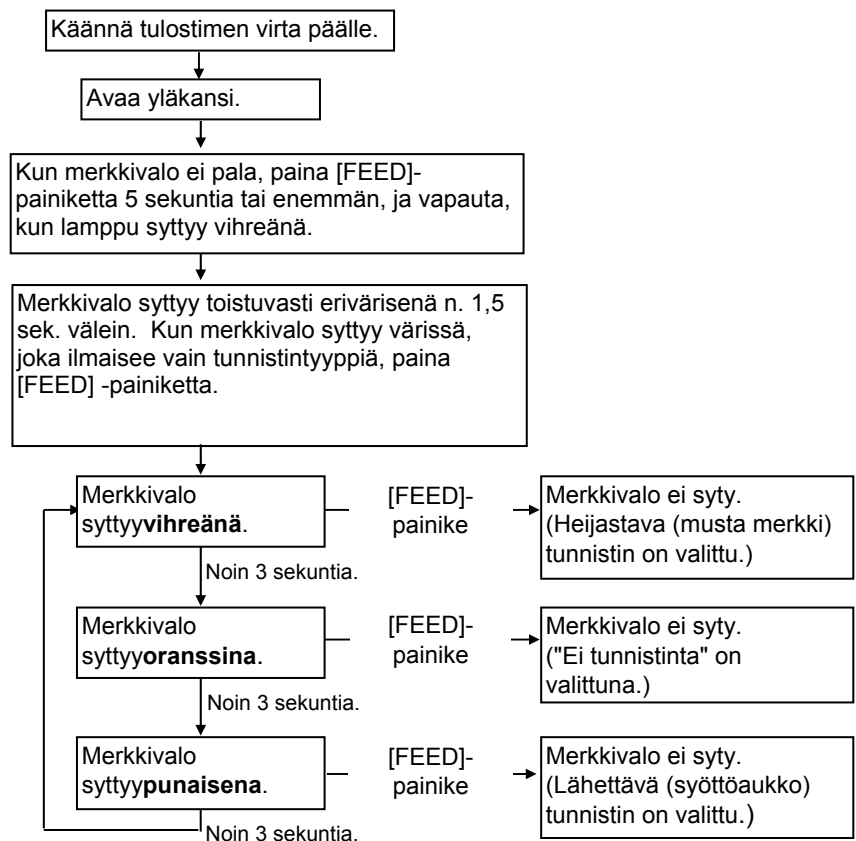 Käännä tulostimen virta päälle.
Avaa yläkansi.
Kun merkkivalo ei pala, paina [FEED]-
painiketta 5 sekuntia tai enemmän, ja vapauta,
kun lamppu syttyy vihreänä.
Merkkivalo syttyy toistuvasti erivärisenä n. 1,5
sek. välein.  Kun merkkivalo syttyy värissä,
joka ilmaisee vain tunnistintyyppiä, paina
[FEED] -painiketta.
Merkkivalo
syttyyvihreänä.
[FEED]-
painike
Merkkivalo ei syty.
(Heijastava (musta merkki)
tunnistin on valittu.)
Noin 3 sekuntia.
Merkkivalo
syttyyoranssina.
[FEED]-
painike
Merkkivalo ei syty.
("Ei tunnistinta" on
valittuna.)
Noin 3 sekuntia.
Merkkivalo
syttyypunaisena.
[FEED]-
painike
Merkkivalo ei syty.
(Lähettävä (syöttöaukko)
tunnistin on valittu.)
Noin 3 sekuntia.